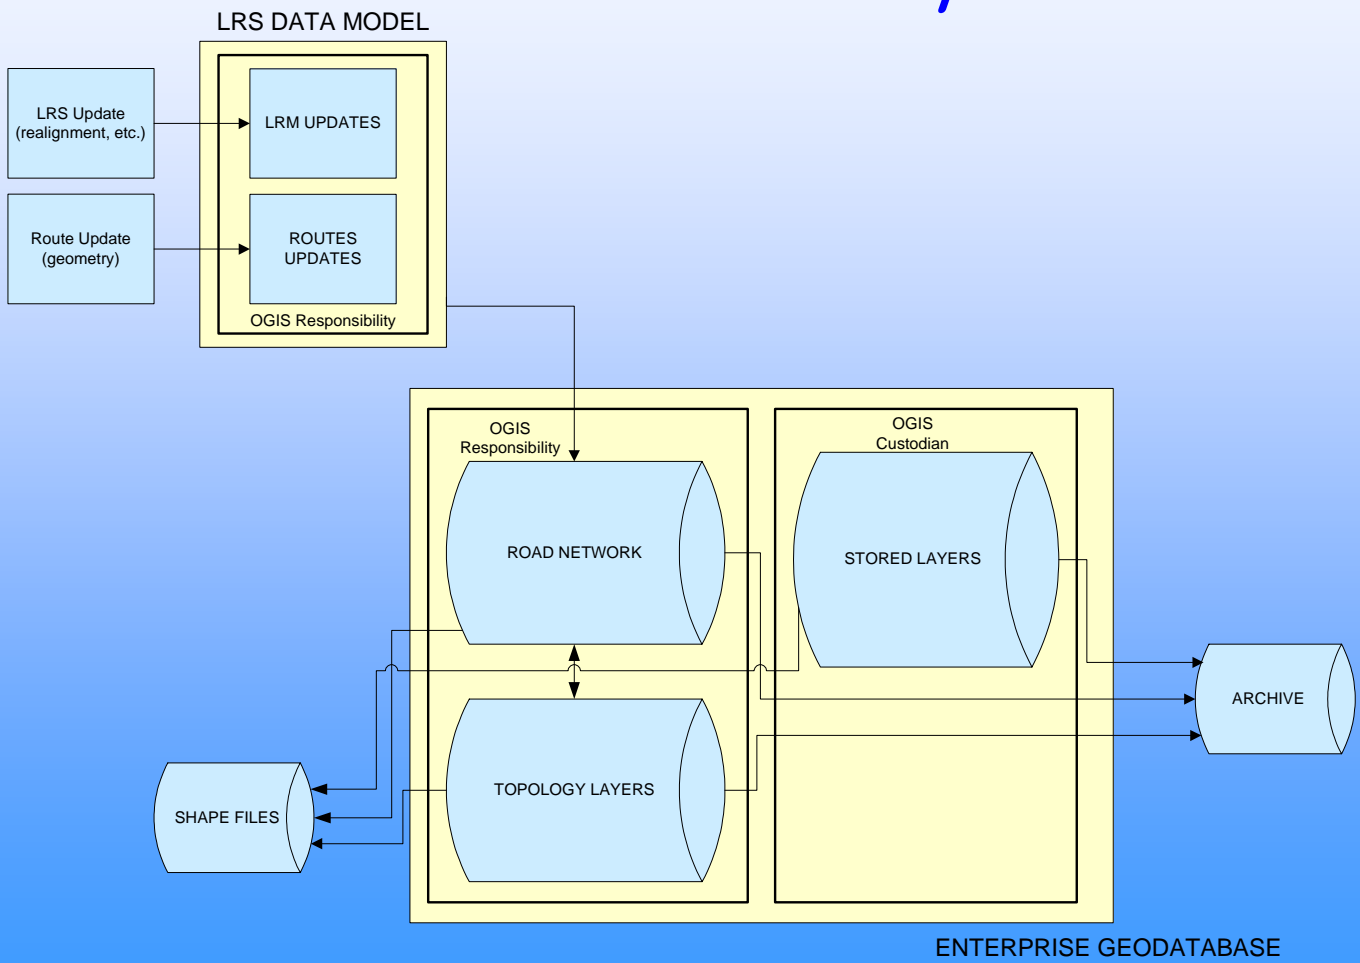 LRS DATA MODEL
LRS Update
(realignment, etc.)
LRM UPDATES
Route Update
(geometry)
ROUTES
UPDATES
OGIS Responsibility
OGIS
Responsibility
OGIS
Custodian
ROAD NETWORK
STORED LAYERS
ARCHIVE
TOPOLOGY LAYERS
SHAPE FILES
ENTERPRISE GEODATABASE